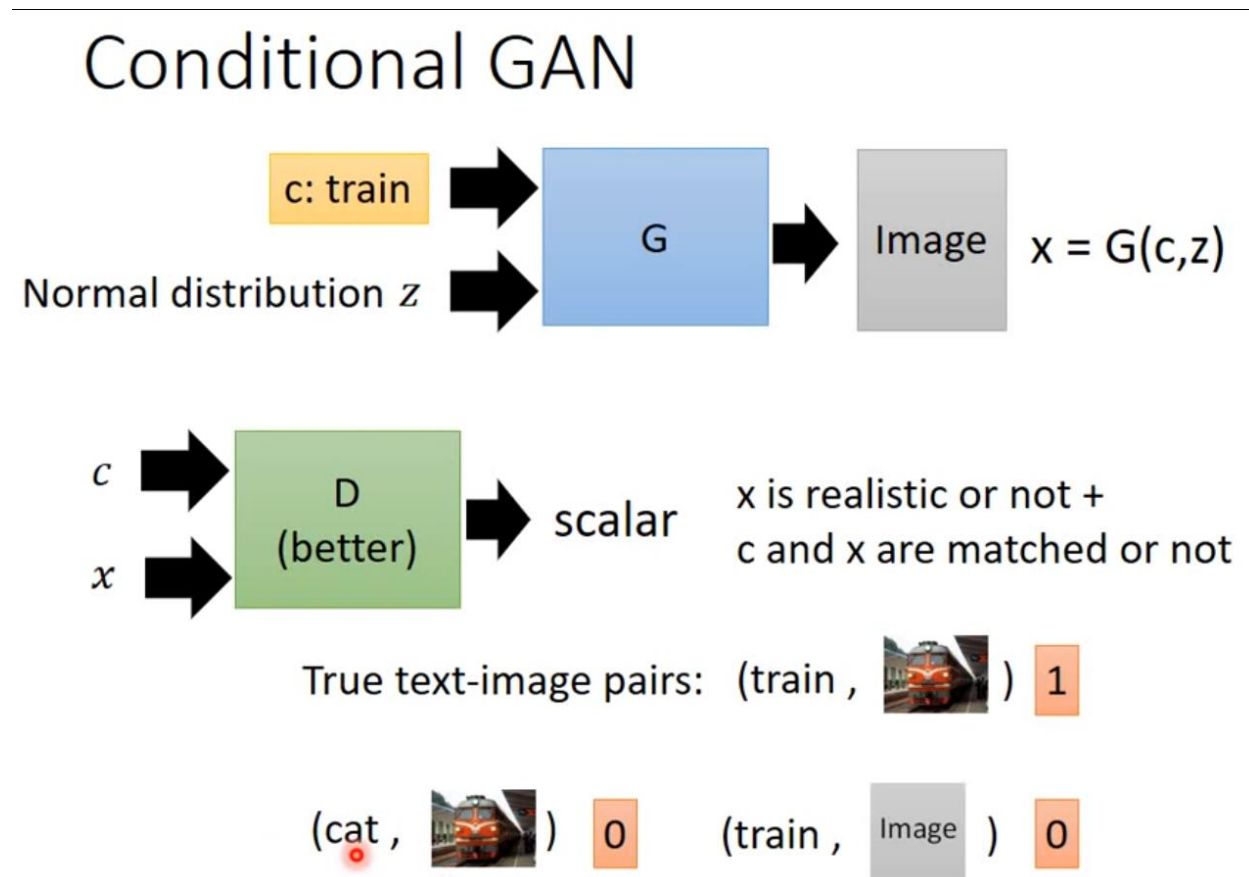 Conditional GAN
c: train
G
Image
x = G(c,z)
Normal distribution z
c
D
(better)
x
scalar
x is realistic or not +
c and x are matched or not
True text-image pairs: (train , ) 1
(cat , ) 0
(train , Image ) 0